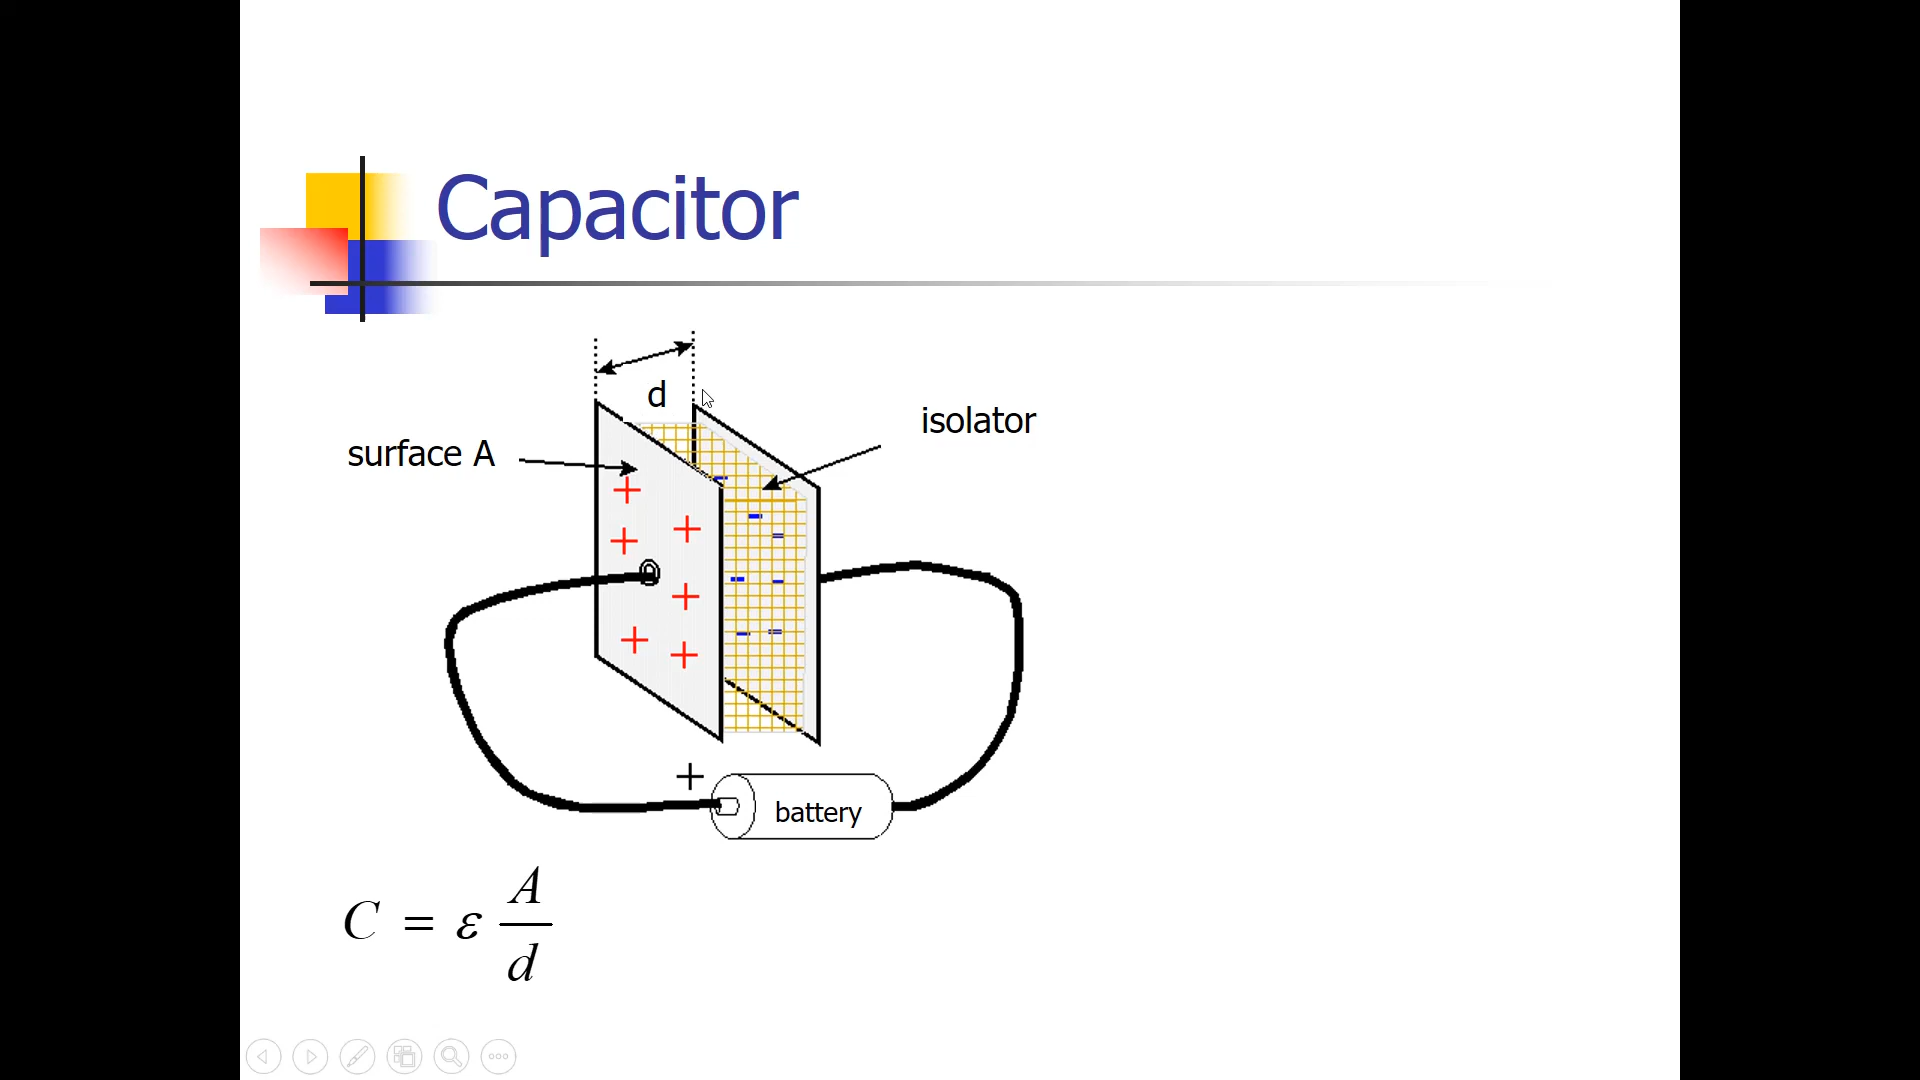 Capacitor
d
isolator
surface A
+
battery
C = ε A/d